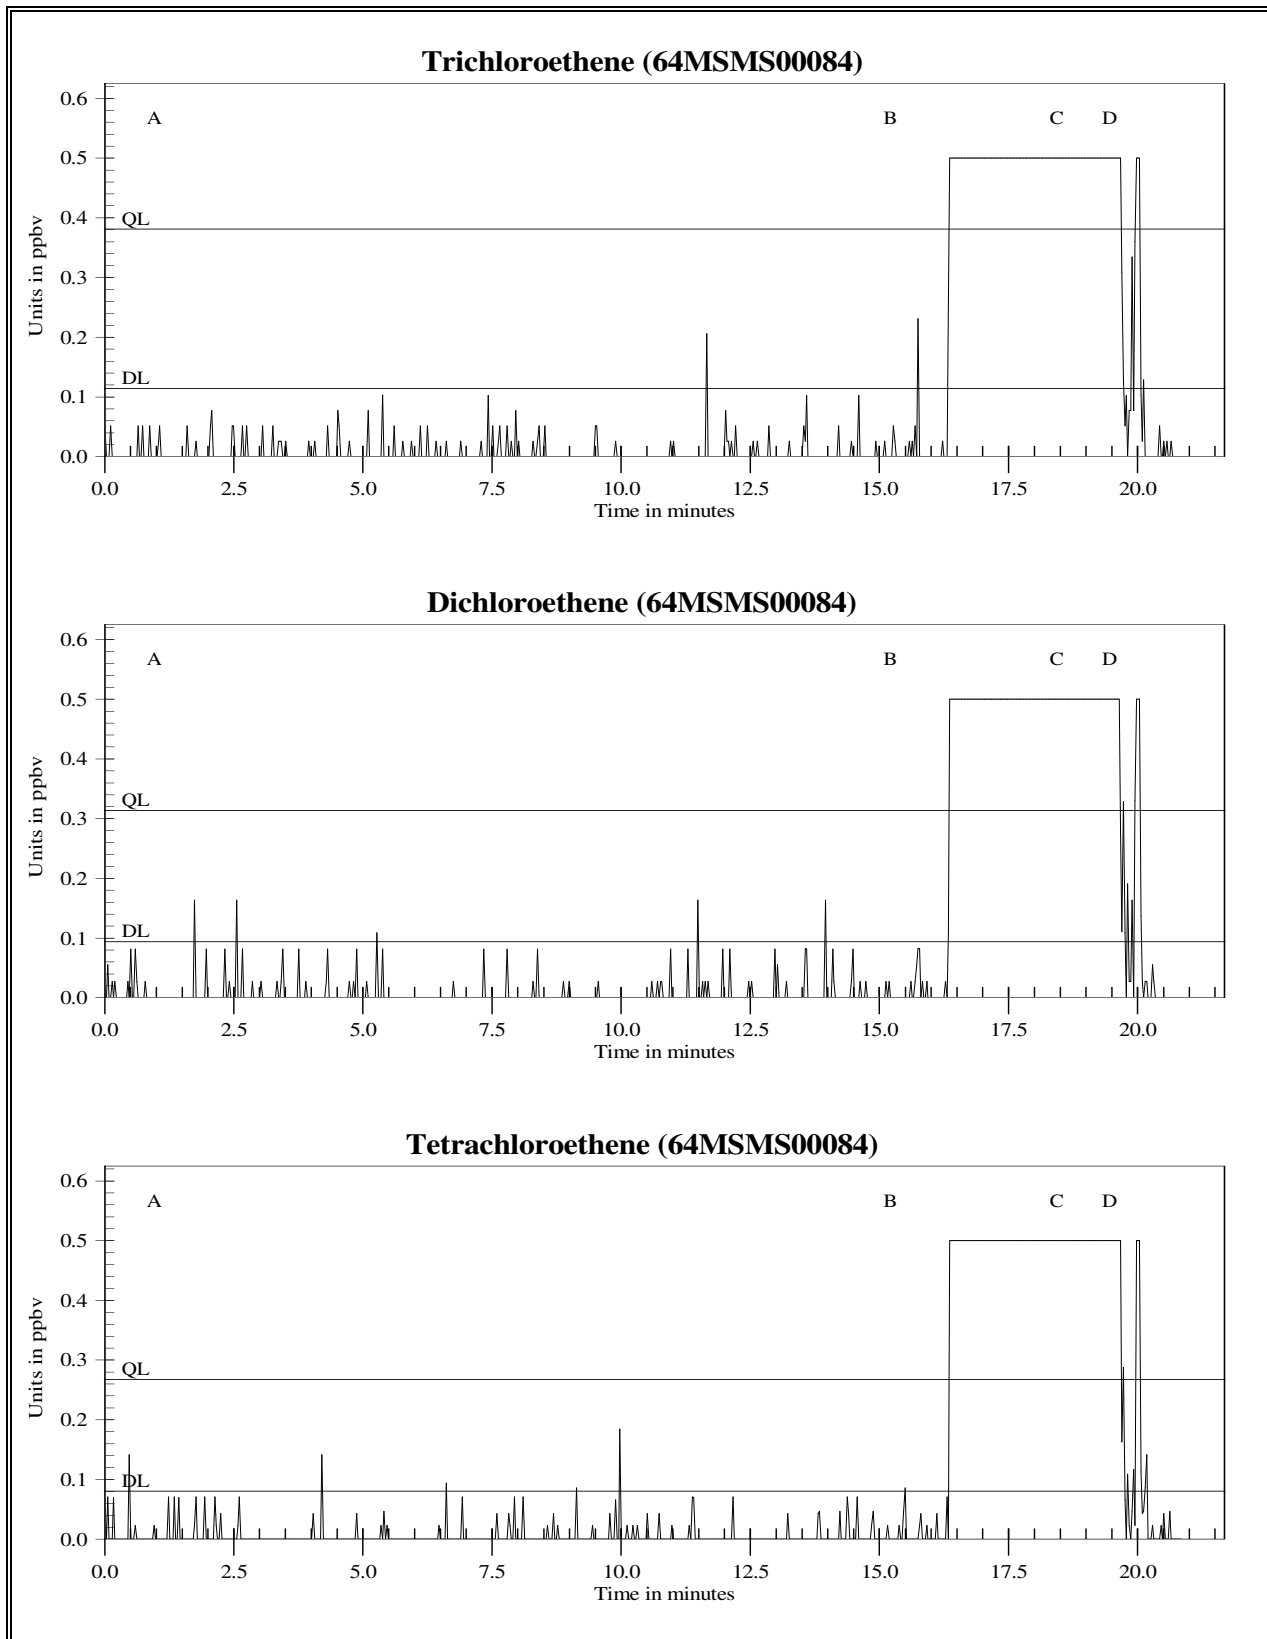 Trichloroethene (64MSMS00084)
0.6
A B C D
0.5
0.4
QL
0.3
Units in ppbv
0.2
DL
0.1
0.0
0.0 2.5 5.0 7.5 10.0 12.5 15.0 17.5 20.0
Time in minutes
Dichloroethene (64MSMS00084)
0.6
A B C D
0.5
0.4
QL
0.3
Units in ppbv
0.2
DL
0.1
0.0
0.0 2.5 5.0 7.5 10.0 12.5 15.0 17.5 20.0
Time in minutes
Tetrachloroethene (64MSMS00084)
0.6
A B C D
0.5
0.4
QL
0.3
Units in ppbv
0.2
DL
0.1
0.0
0.0 2.5 5.0 7.5 10.0 12.5 15.0 17.5 20.0
Time in minutes